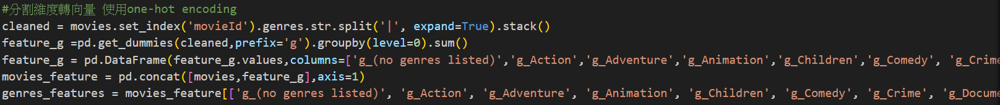 #分割維度轉向量 使用one-hot encoding
cleaned = movies.set_index('movieId').genres.str.split('|', expand=True).stack()
feature_g =pd.get_dummies(cleaned,prefix='g').groupby(level=0).sum()
feature_g = pd.DataFrame(feature_g.values,columns=['g_(no genres listed)','g_Action','g_Adventure','g_Animation','g_Children','g_Comedy', 'g_Crime
movies_feature = pd.concat([movies,feature_g],axis=1)
genres_features = movies_feature[['g_(no genres listed)', 'g_Action', 'g_Adventure', 'g_Animation', 'g_Children', 'g_Comedy', 'g_Crime', 'g_Docume